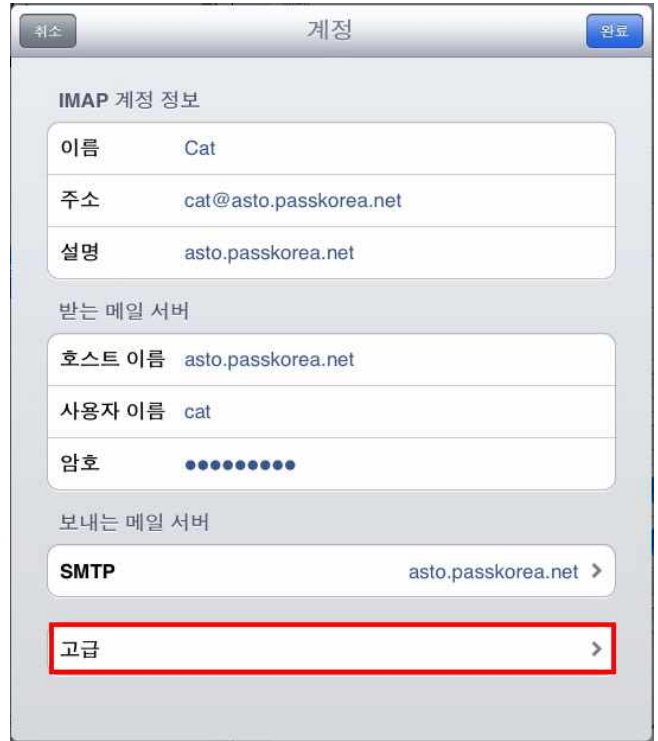 취소 계정 완료
IMAP 계정 정보
이름 Cat
주소 cat@asto.passkorea.net
설명 asto.passkorea.net
받는 메일 서버
호스트 이름 asto.passkorea.net
사용자 이름 cat
암호 ●●●●●●●●●
보내는 메일 서버
SMTP asto.passkorea.net
고급